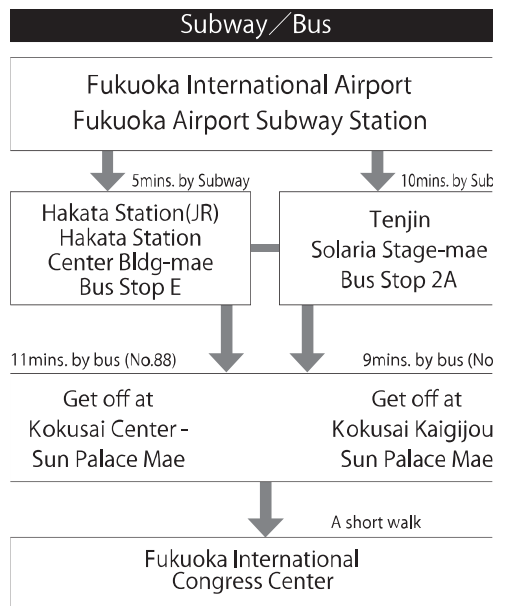 Subway／Bus
Fukuoka International Airport
Fukuoka Airport Subway Station
5mins. by Subway
10mins. by Sub
Hakata Station(JR)
Hakata Station
Center Bldg-mae
Bus Stop E
Tenjin
Solaria Stage-mae
Bus Stop 2A
11mins. by bus (No.88)
9mins. by bus (No
Get off at
Kokusai Center -
Sun Palace Mae
Get off at
Kokusai Kaigijou
Sun Palace Mae
A short walk
Fukuoka International
Congress Center